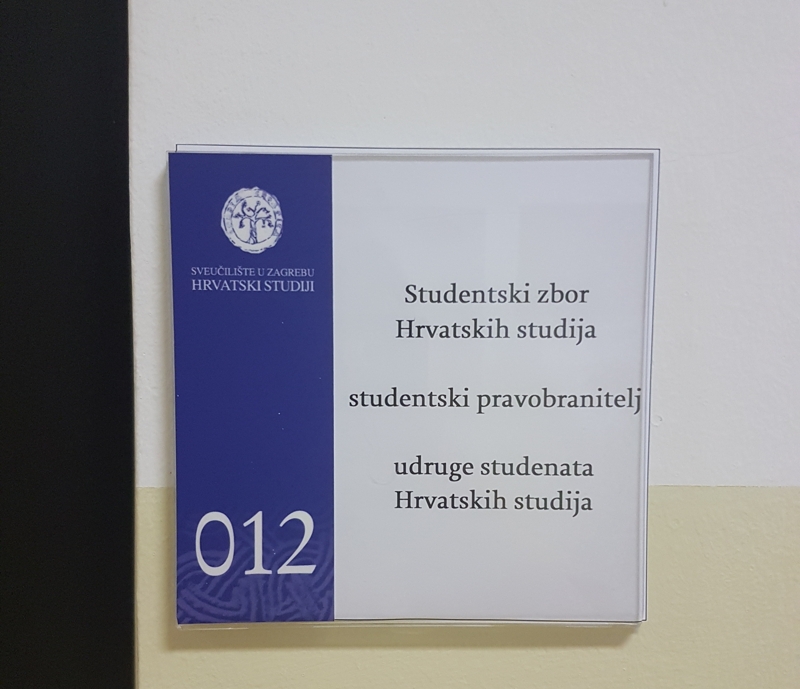 SVEUČILIŠTE U ZAGREBU
HRVATSKI STUDIJI
012
Studentski zbor
Hrvatskih studija
studentski pravobranitelj
udruge studenata
Hrvatskih studija